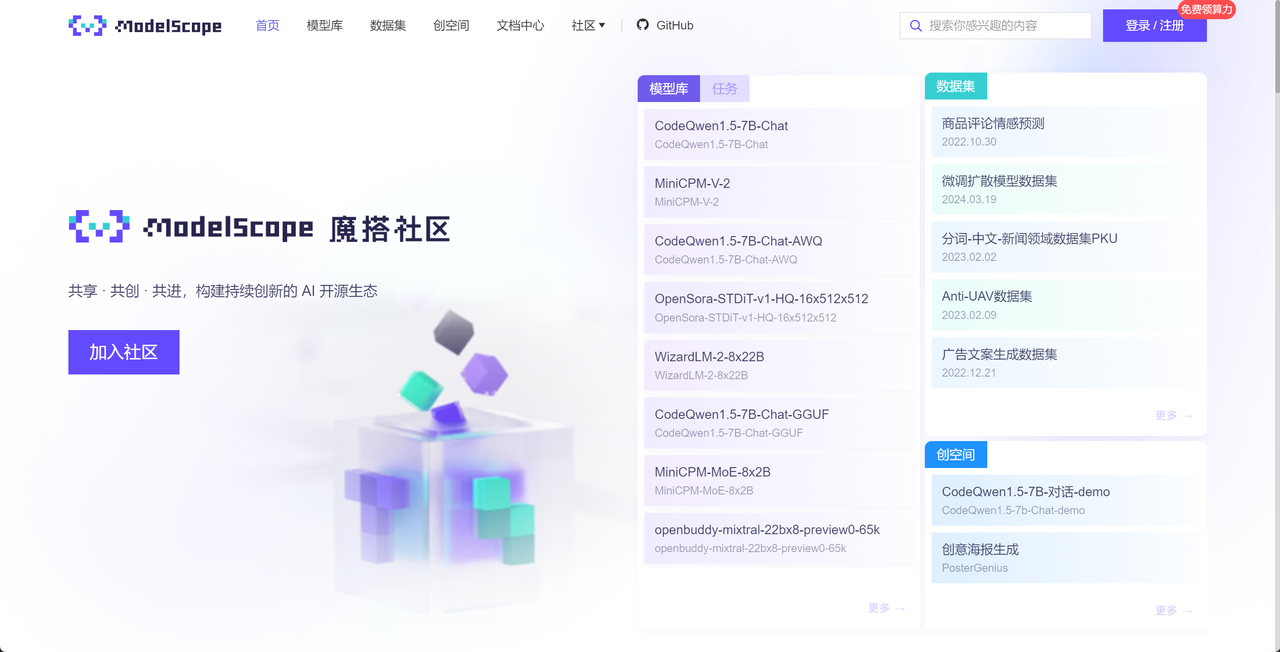 ModelScope
首页
模型库
数据集
创空间
文档中心
社区
GitHub
搜索你感兴趣的内容
登录 / 注册
免费领算力
ModelScope 魔搭社区
共享 · 共创 · 共进，构建持续创新的 AI 开源生态
加入社区
模型库
任务
CodeQwen1.5-7B-Chat
CodeQwen1.5-7B-Chat
MiniCPM-V-2
MiniCPM-V-2
CodeQwen1.5-7B-Chat-AWQ
CodeQwen1.5-7B-Chat-AWQ
OpenSora-STDiT-v1-HQ-16x512x512
OpenSora-STDiT-v1-HQ-16x512x512
WizardLM-2-8x22B
WizardLM-2-8x22B
CodeQwen1.5-7B-Chat-GGUF
CodeQwen1.5-7B-Chat-GGUF
MiniCPM-MoE-8x2B
MiniCPM-MoE-8x2B
openbuddy-mixtral-22bx8-preview0-65k
openbuddy-mixtral-22bx8-preview0-65k
更多 →
数据集
商品评论情感预测
2022.10.30
微调扩散模型数据集
2024.03.19
分词-中文-新闻领域数据集PKU
2023.02.02
Anti-UAV数据集
2023.02.09
广告文案生成数据集
2022.12.21
更多 →
创空间
CodeQwen1.5-7B-对话-demo
CodeQwen1.5-7b-Chat-demo
创意海报生成
PosterGenius
更多 →